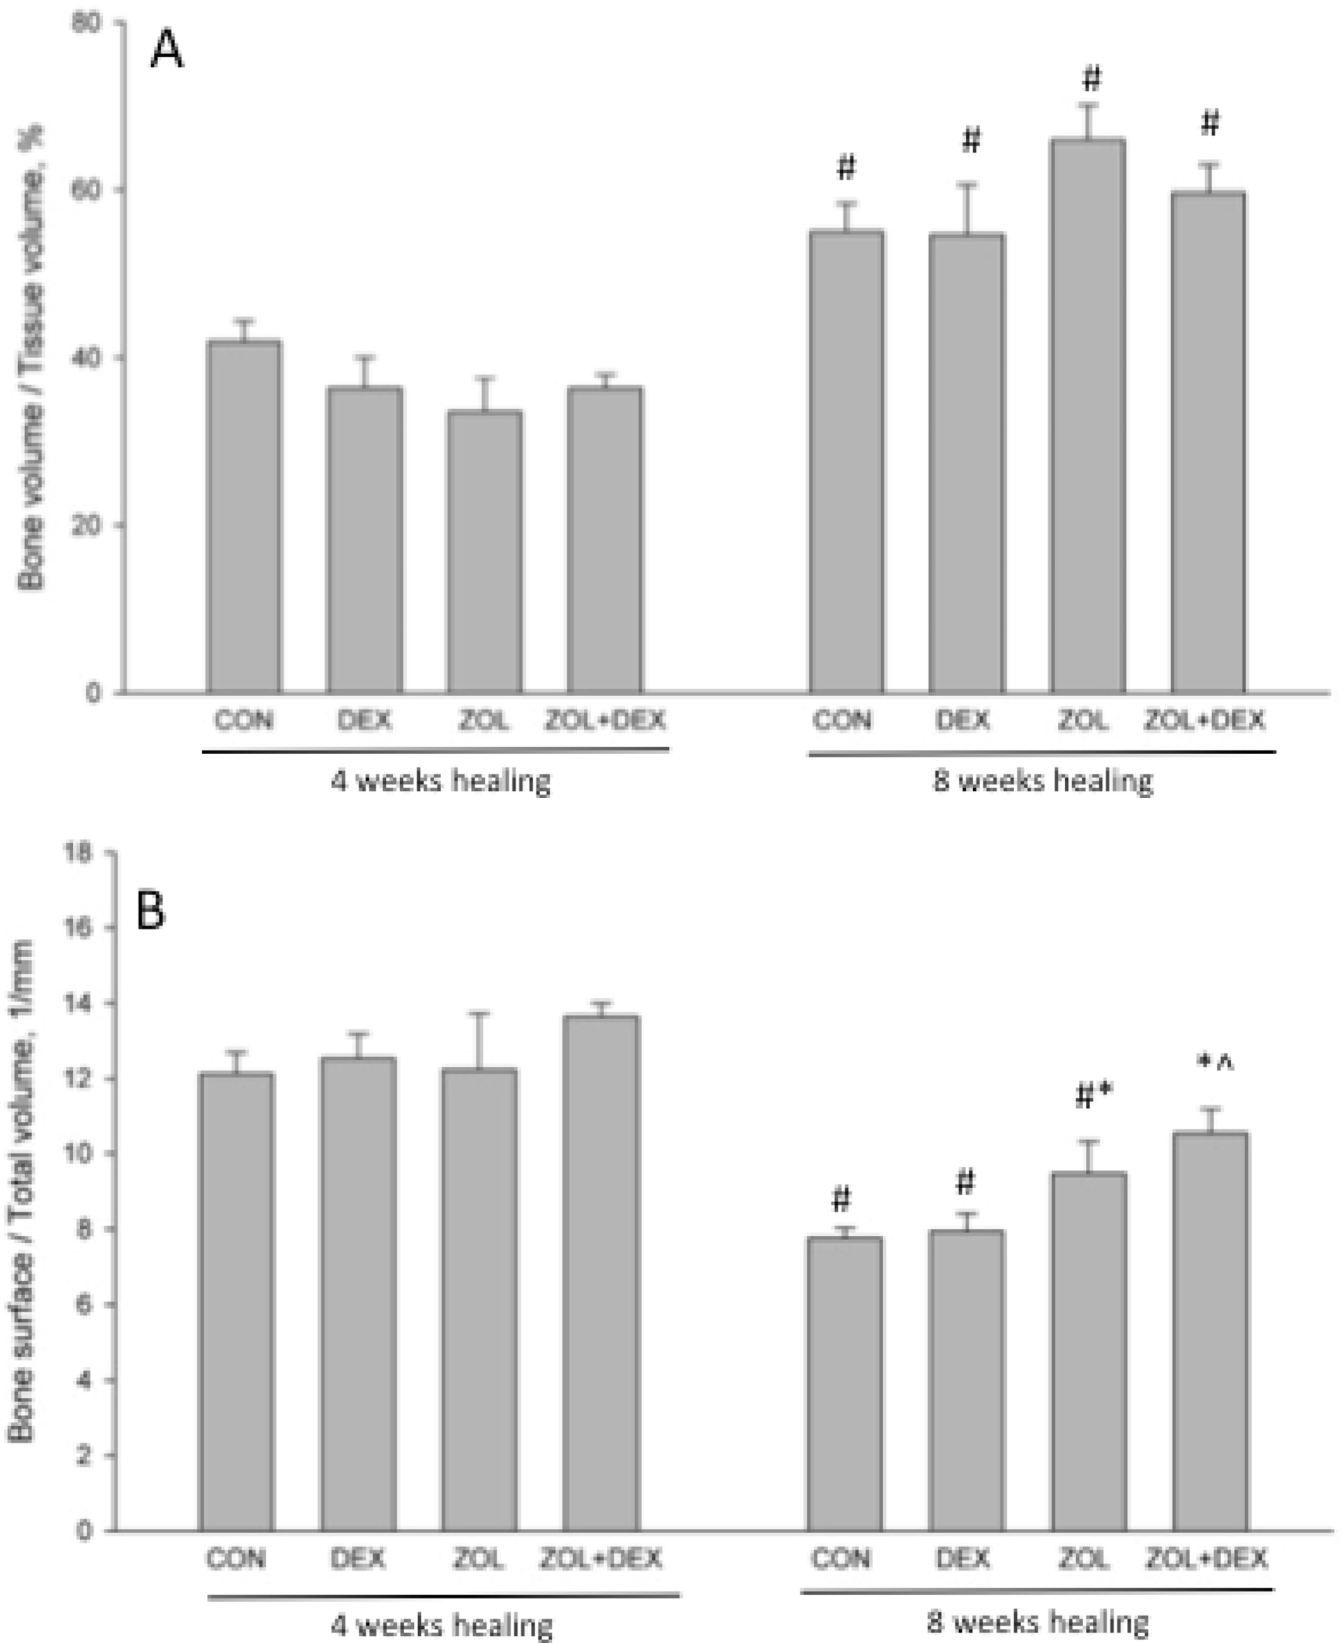 A
Bone volume / Tissue volume, %
80
60
40
20
0
# # # #
CON DEX ZOL ZOL+DEX CON DEX ZOL ZOL+DEX
4 weeks healing 8 weeks healing
B
Bone surface / Total volume, 1/mm
18
16
14
12
10
8
6
4
2
0
# # #* *^
CON DEX ZOL ZOL+DEX CON DEX ZOL ZOL+DEX
4 weeks healing 8 weeks healing